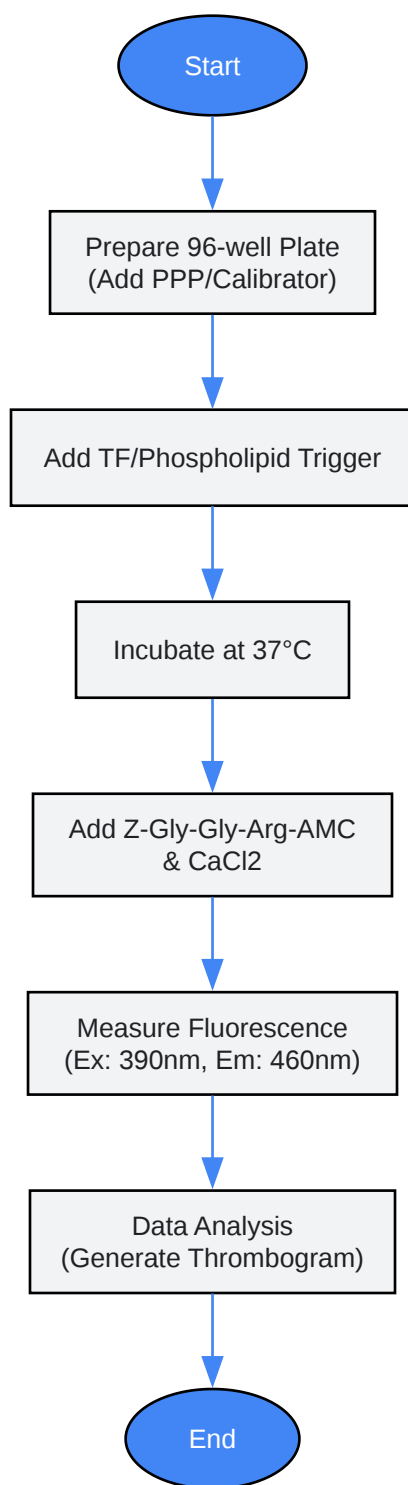 Start
Prepare 96-well Plate
(Add PPP/Calibrator)
Add TF/Phospholipid Trigger
Incubate at 37°C
Add Z-Gly-Gly-Arg-AMC
& CaCl2
Measure Fluorescence
(Ex: 390nm, Em: 460nm)
Data Analysis
(Generate Thrombogram)
End